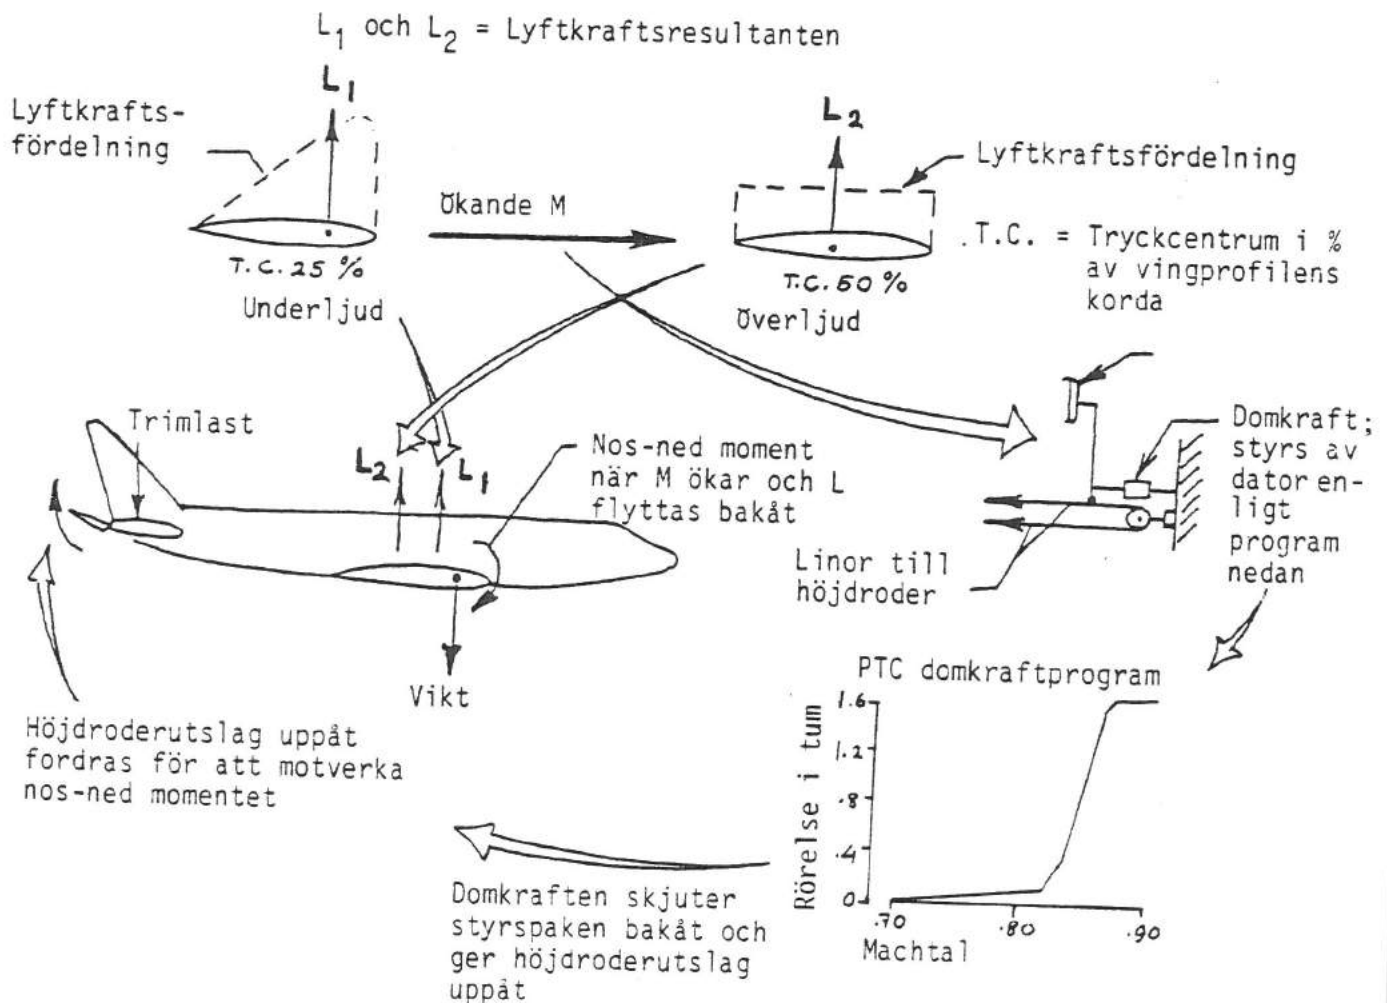 L1 och L2 = Lyftkraftsresultanten
L1
Lyftkrafts-
fördelning
T.C. 25 %
Underljud
Ökande M
L2
Lyftkraftsfördelning
T.C. 50 %
Överljud
.T.C. = Tryckcentrum i %
av vingprofilens
korda
Trimlast
L2
L1
Nos-ned moment
när M ökar och L
flyttas bakåt
Vikt
Domkraft;
styrs av
dator en-
ligt
program
nedan
Linor till
höjdroder
Höjdroderutslag uppåt
fordras för att motverka
nos-ned momentet
PTC domkraftprogram
Rörelse i tum
1.6
1.2
.8
.4
0
.70
.80
.90
Machtal
Domkraften skjuter
styrspaken bakåt och
ger höjdroderutslag
uppåt